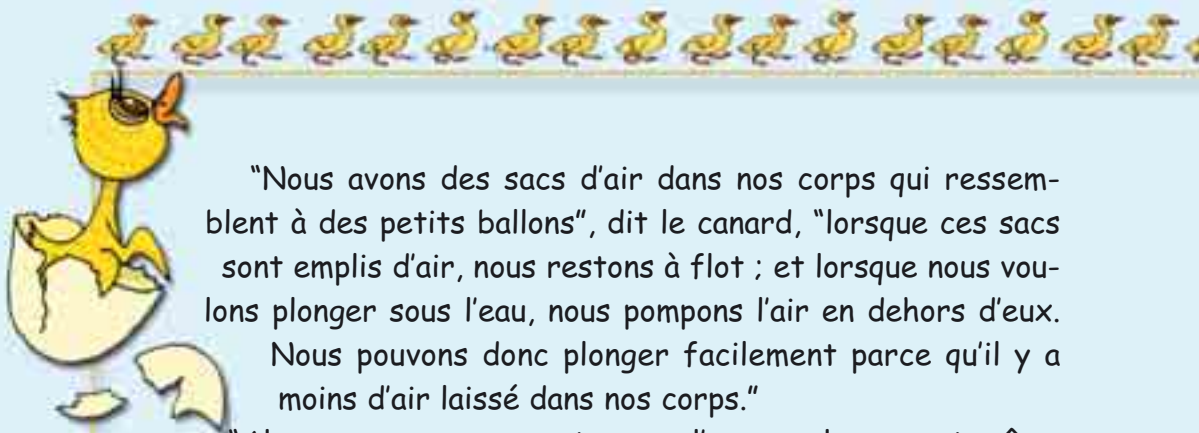 “Nous avons des sacs d’air dans nos corps qui ressem-
blent à des petits ballons”, dit le canard, “lorsque ces sacs
sont emplis d’air, nous restons à flot ; et lorsque nous vou-
lons plonger sous l’eau, nous pompons l’air en dehors d’eux.
Nous pouvons donc plonger facilement parce qu’il y a
moins d’air laissé dans nos corps.”